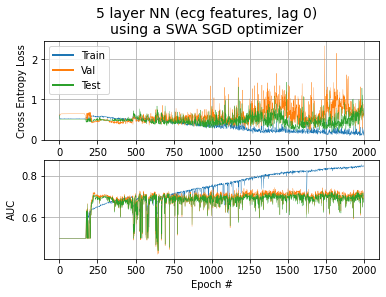 5 layer NN (ecg features, lag 0)
using a SWA SGD optimizer
Cross Entropy Loss
2
1
0
Train
Val
Test
0 250 500 750 1000 1250 1500 1750 2000
AUC
0.8
0.6
0 250 500 750 1000 1250 1500 1750 2000
Epoch #